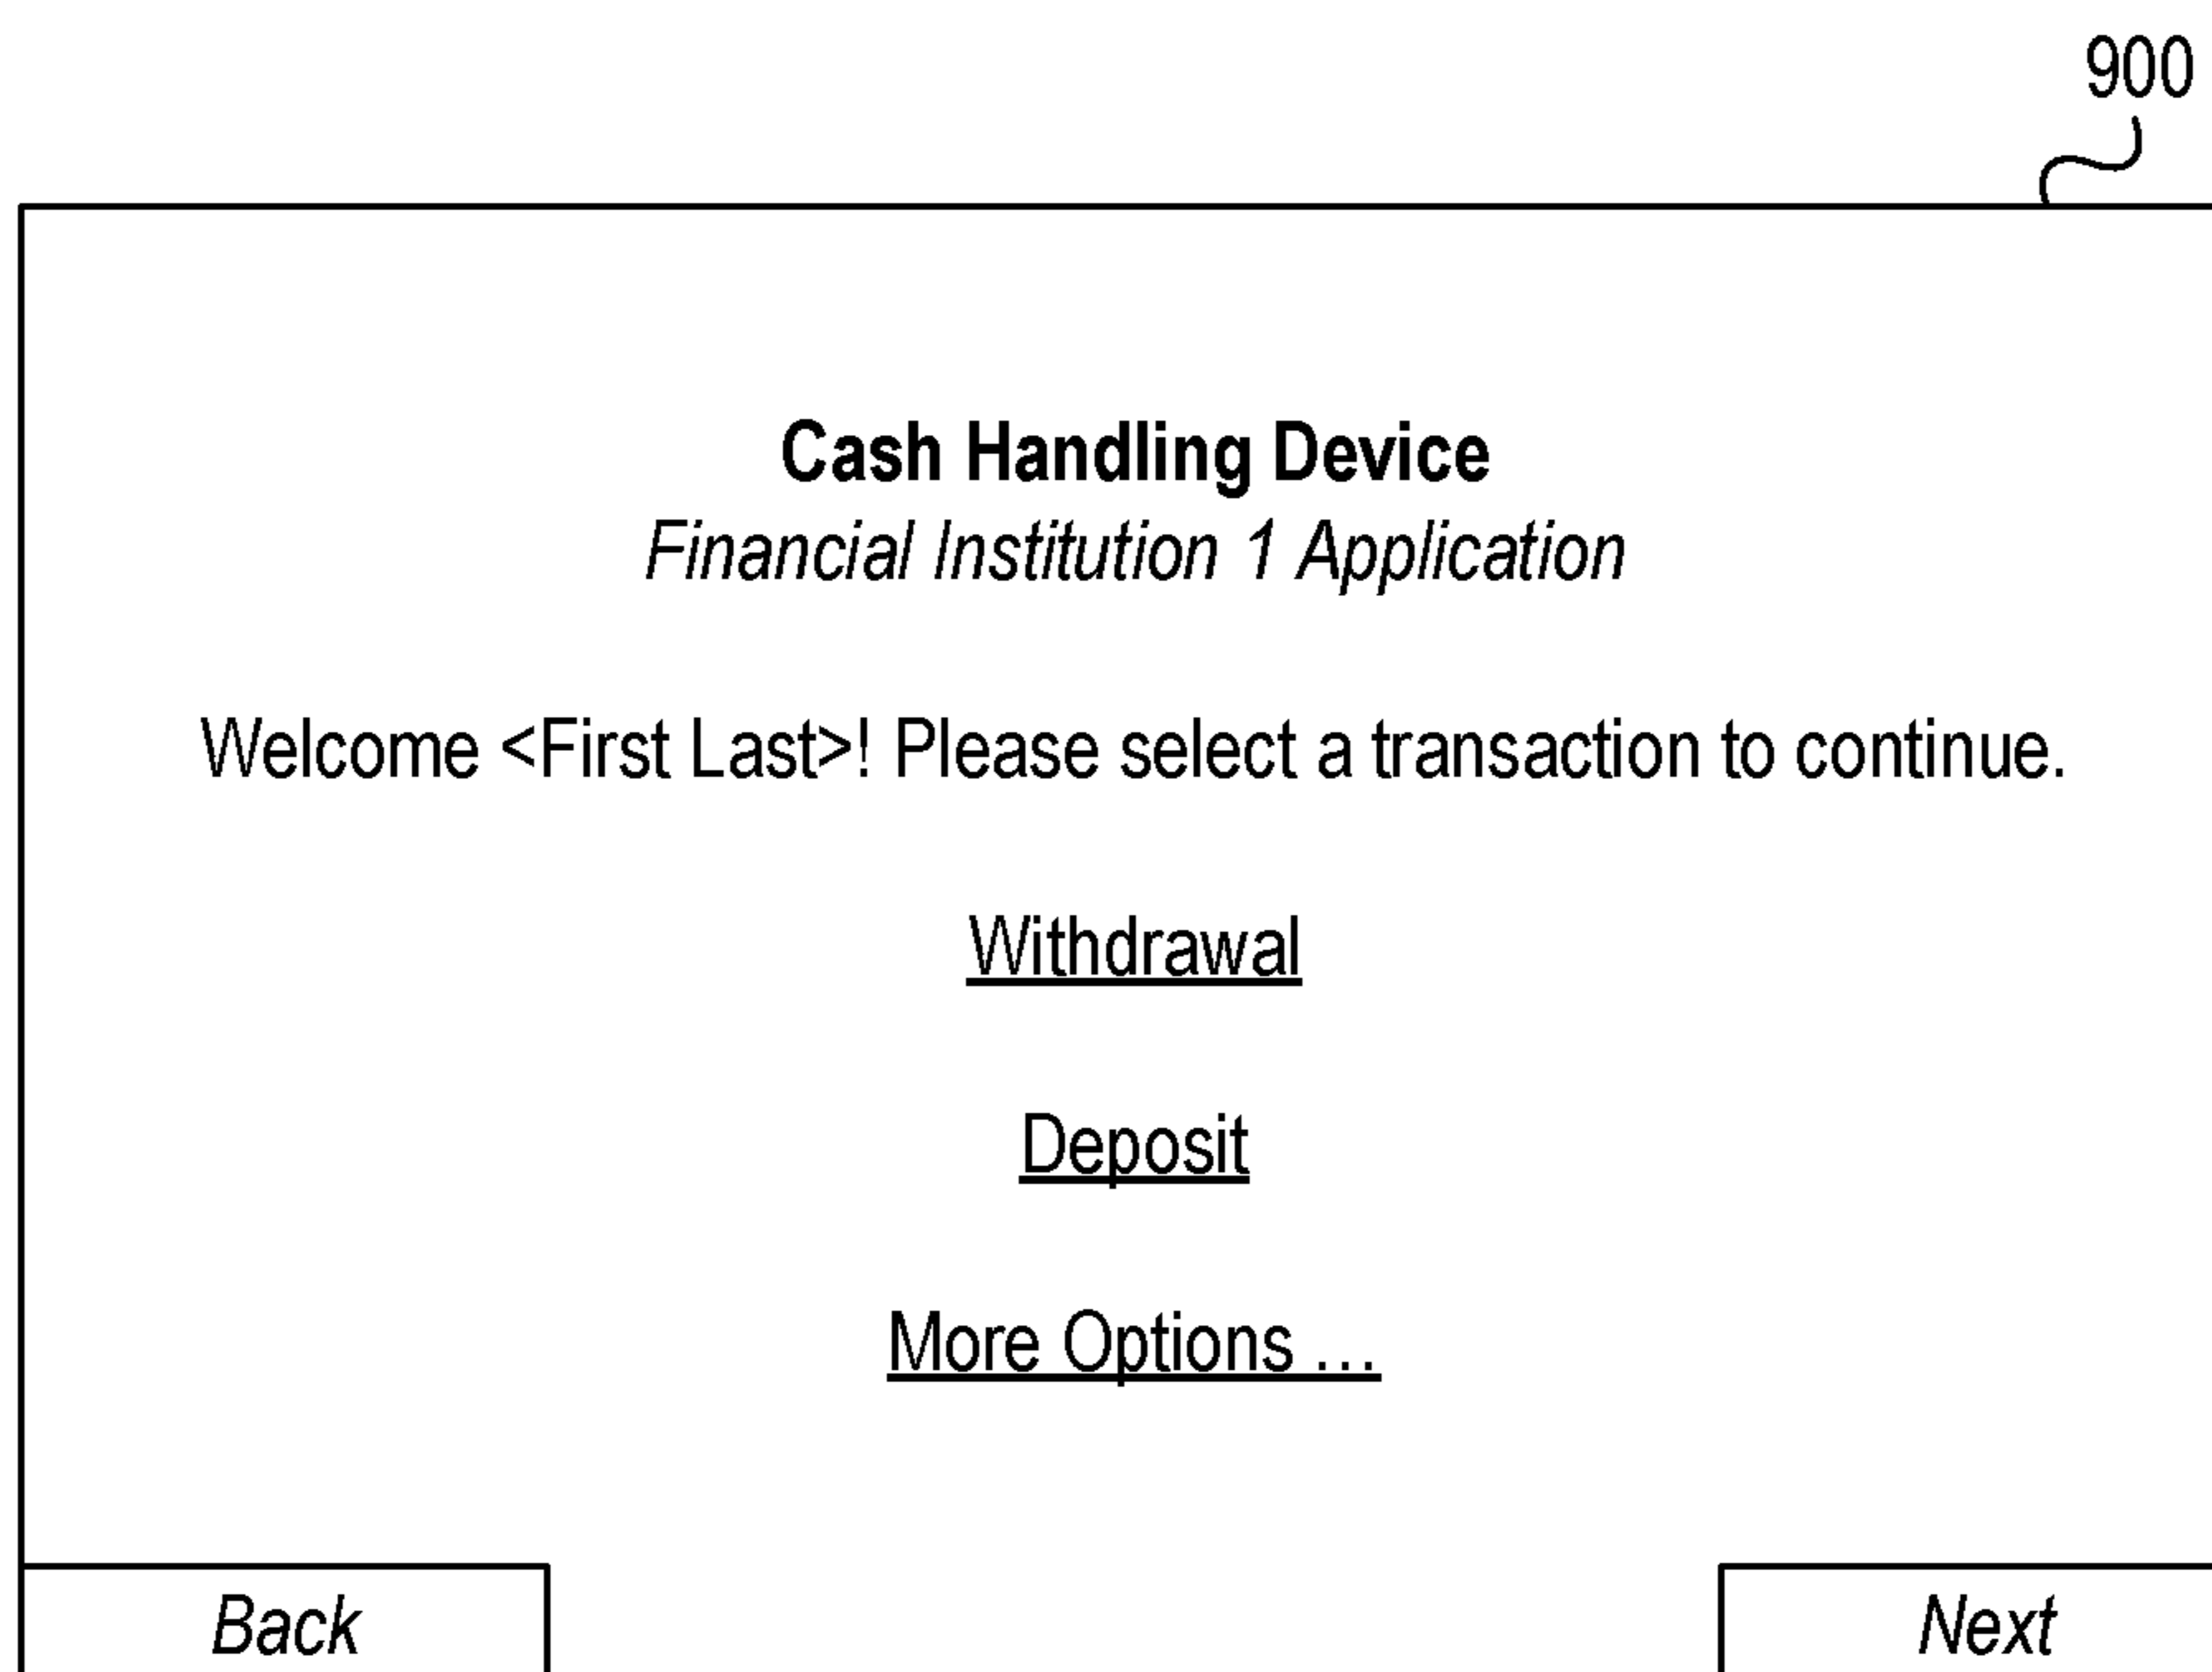 900
Cash Handling Device
Financial Institution 1 Application
Welcome <First Last>! Please select a transaction to continue.
Withdrawal
Deposit
More Options ...
Back
Next